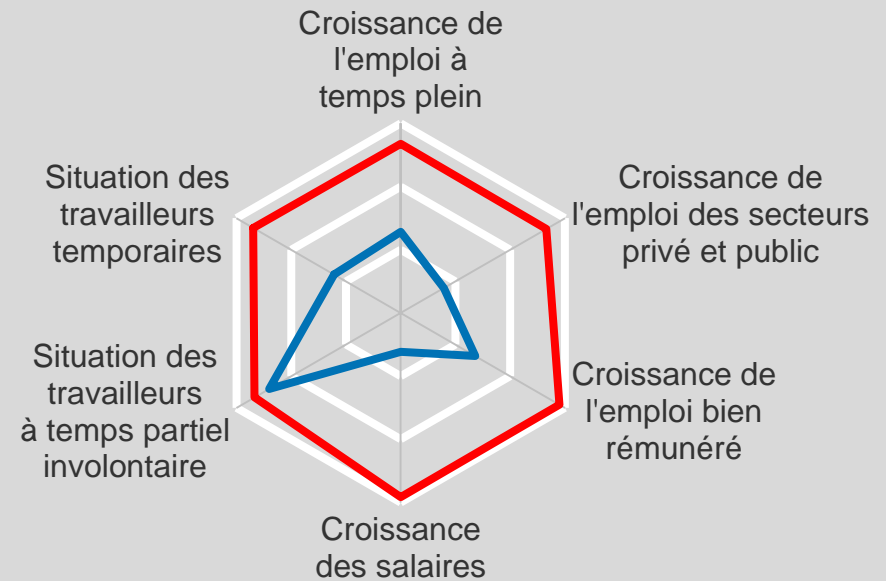 Croissance de
l'emploi à
temps plein
Situation des
travailleurs
temporaires
Croissance de
l'emploi des secteurs
privé et public
Situation des
travailleurs
à temps partiel
involontaire
Croissance de
l'emploi bien
rémunéré
Croissance
des salaires